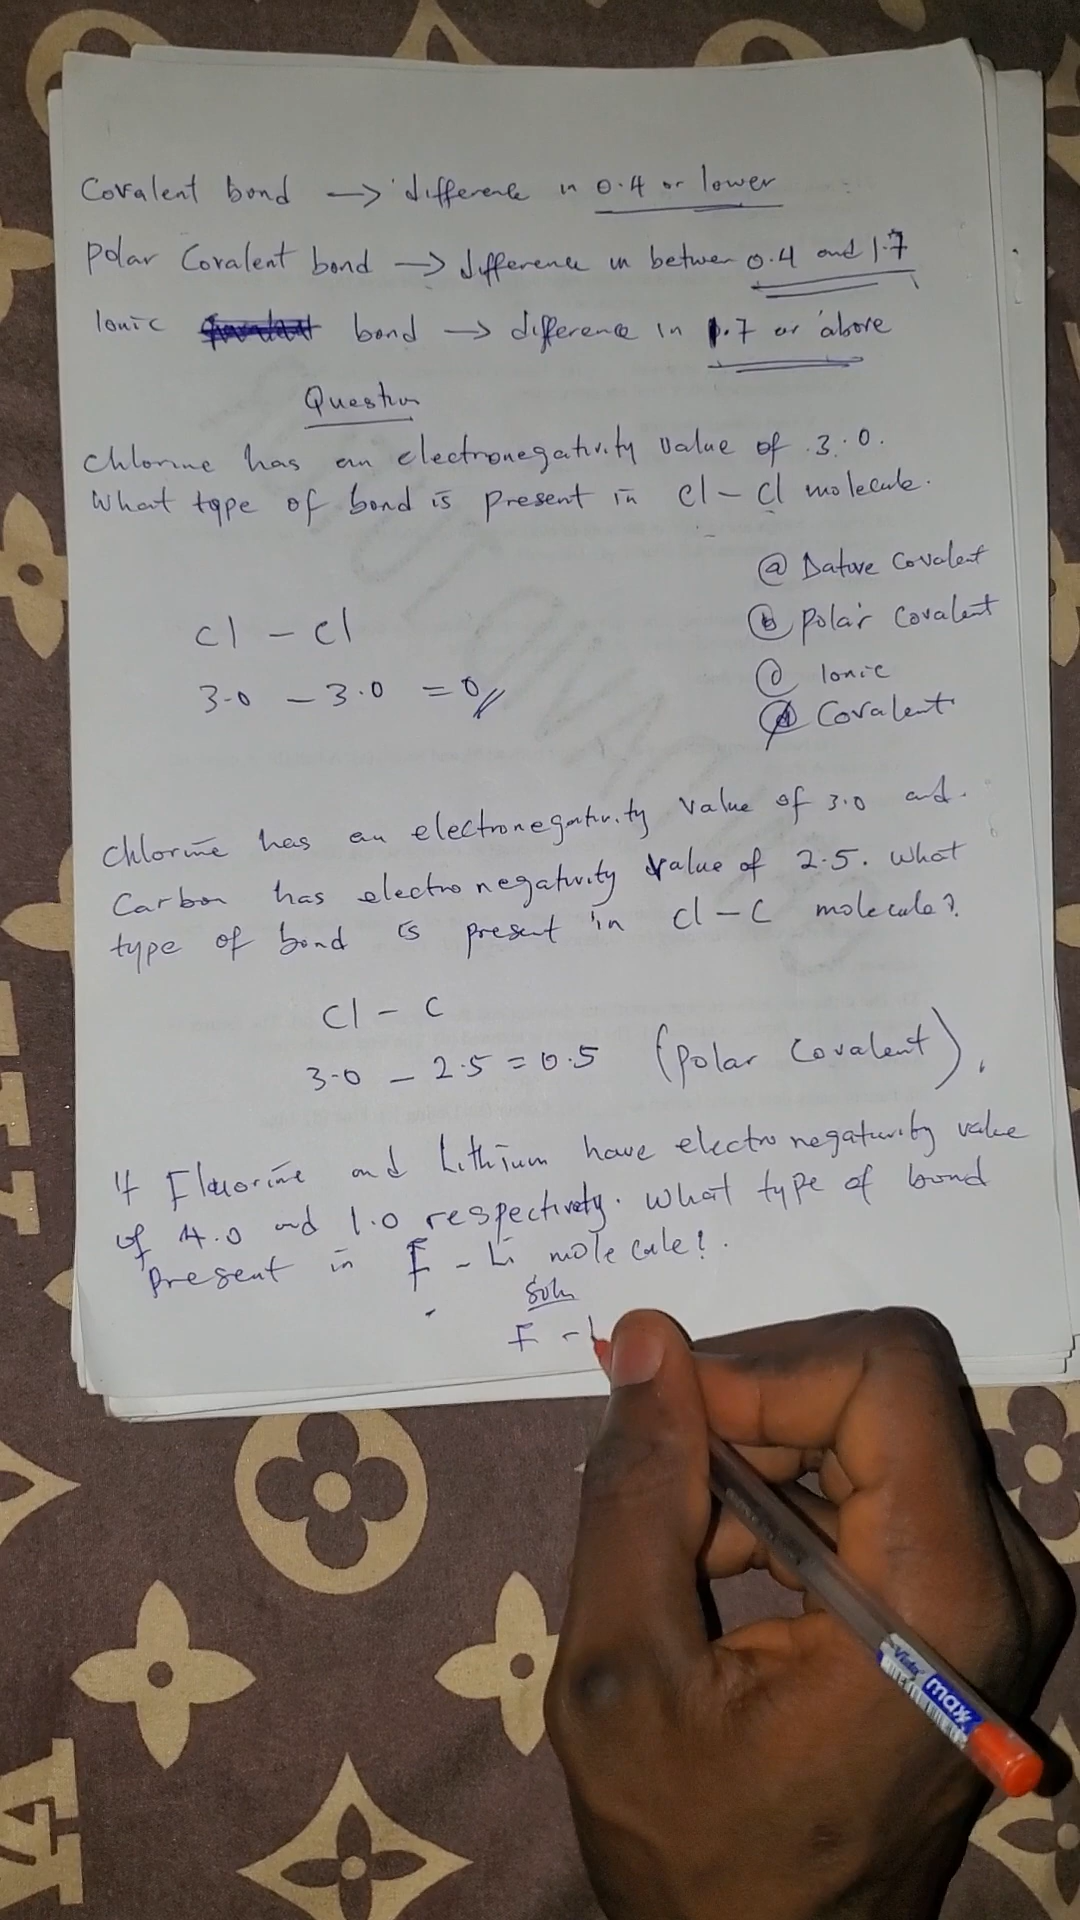 Covalent bond → difference in 0.4 or lower
Polar Covalent bond → difference in between 0.4 and 1.7
Ionic bond → difference in 1.7 or above
Question
Chlorine has an electronegativity value of 3.0.
What type of bond is present in Cl - Cl molecule.
@ Dative Covalent
ⓑ Polar Covalent
Cl - Cl
ⓒ Ionic
3.0 - 3.0 = 0//
ⓓ Covalent
Chlorine has an electronegativity value of 3.0 and
Carbon has electronegativity value of 2.5. What
type of bond is present in Cl - C molecule?
Cl - C
3.0 - 2.5 = 0.5 (Polar Covalent).
If Fluorine and Lithium have electronegativity value
of 4.0 and 1.0 respectively. What type of bond
present in F - Li molecule?.
Soln
F - L
Vista
maxx